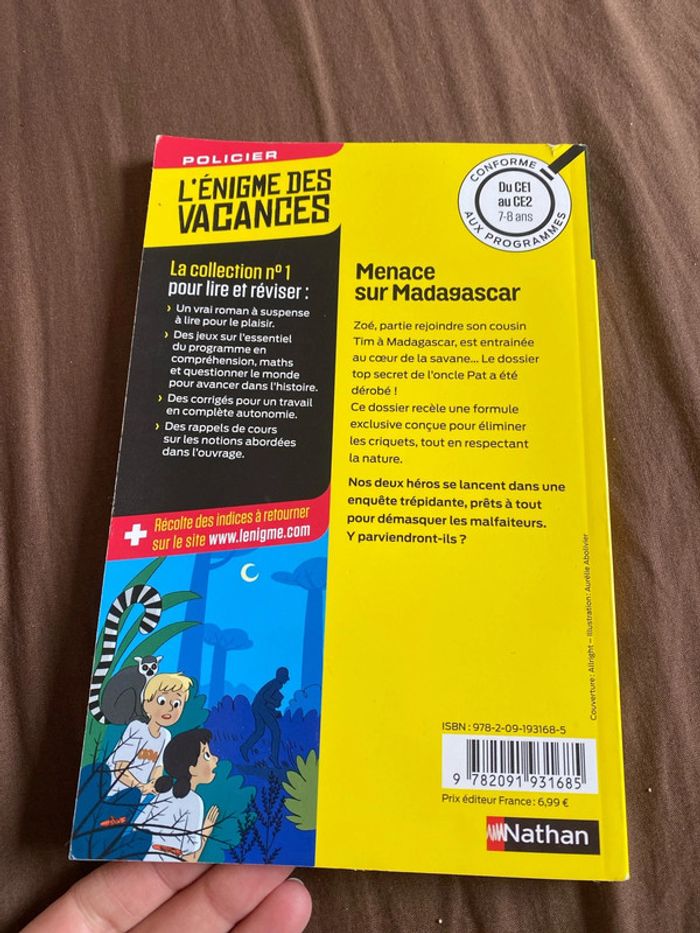 POLICIER
L'ÉNIGME DES
VACANCES
La collection nº 1
pour lire et réviser :
› Un vrai roman à suspense
à lire pour le plaisir.
› Des jeux sur l'essentiel
du programme en
compréhension, maths
et questionner le monde
pour avancer dans l'histoire.
› Des corrigés pour un travail
en complète autonomie.
› Des rappels de cours
sur les notions abordées
dans l'ouvrage.
+ Récolte des indices à retourner
sur le site www.lenigme.com
CONFORME
Du CE1
au CE2
7-8 ans
AUX PROGRAMMES
Menace
sur Madagascar
Zoé, partie rejoindre son cousin
Tim à Madagascar, est entrainée
au cœur de la savane... Le dossier
top secret de l'oncle Pat a été
dérobé !
Ce dossier recèle une formule
exclusive conçue pour éliminer
les criquets, tout en respectant
la nature.
Nos deux héros se lancent dans une
enquête trépidante, prêts à tout
pour démasquer les malfaiteurs.
Y parviendront-ils ?
Couverture : Allright – Illustration : Aurélie Abolivier
ISBN : 978-2-09-193168-5
9 782091 931685
Prix éditeur France : 6,99 €
Nathan